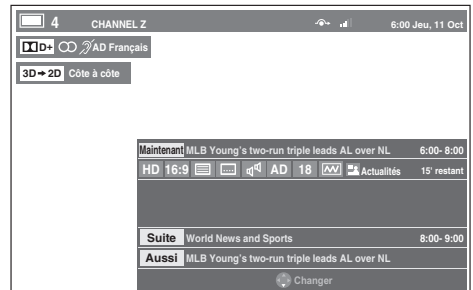 4 CHANNEL Z 6:00 Jeu, 11 Oct
D+ AD Français
3D➔2D Côte à côte
Maintenant MLB Young's two-run triple leads AL over NL 6:00- 8:00
HD 16:9 AD 18 Actualités 15' restant
Suite World News and Sports 8:00- 9:00
Aussi MLB Young's two-run triple leads AL over NL
Changer